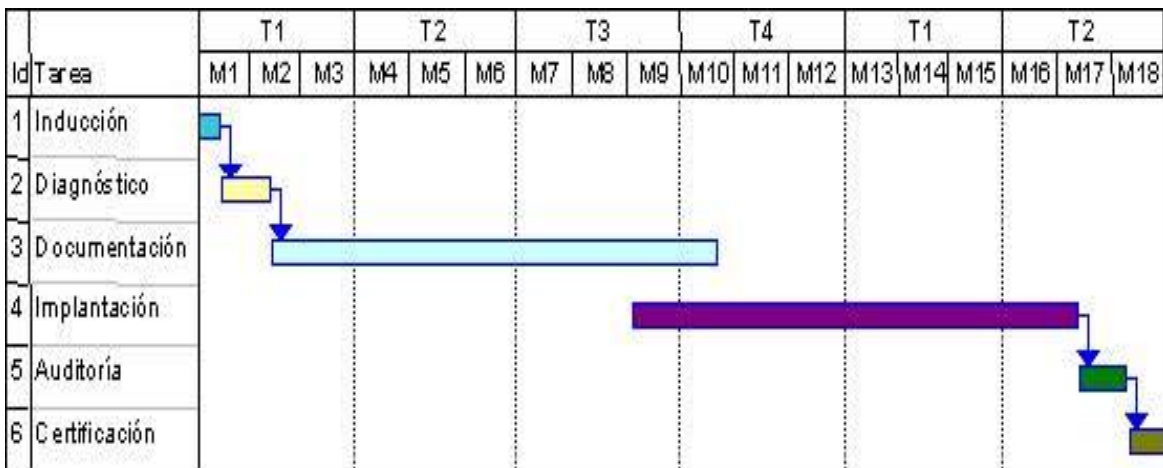 T1 T2 T3 T4 T1 T2
Id Tarea M1 M2 M3 M4 M5 M6 M7 M8 M9 M10 M11 M12 M13 M14 M15 M16 M17 M18
1 Inducción
2 Diagnóstico
3 Documentación
4 Implantación
5 Auditoría
6 Certificación